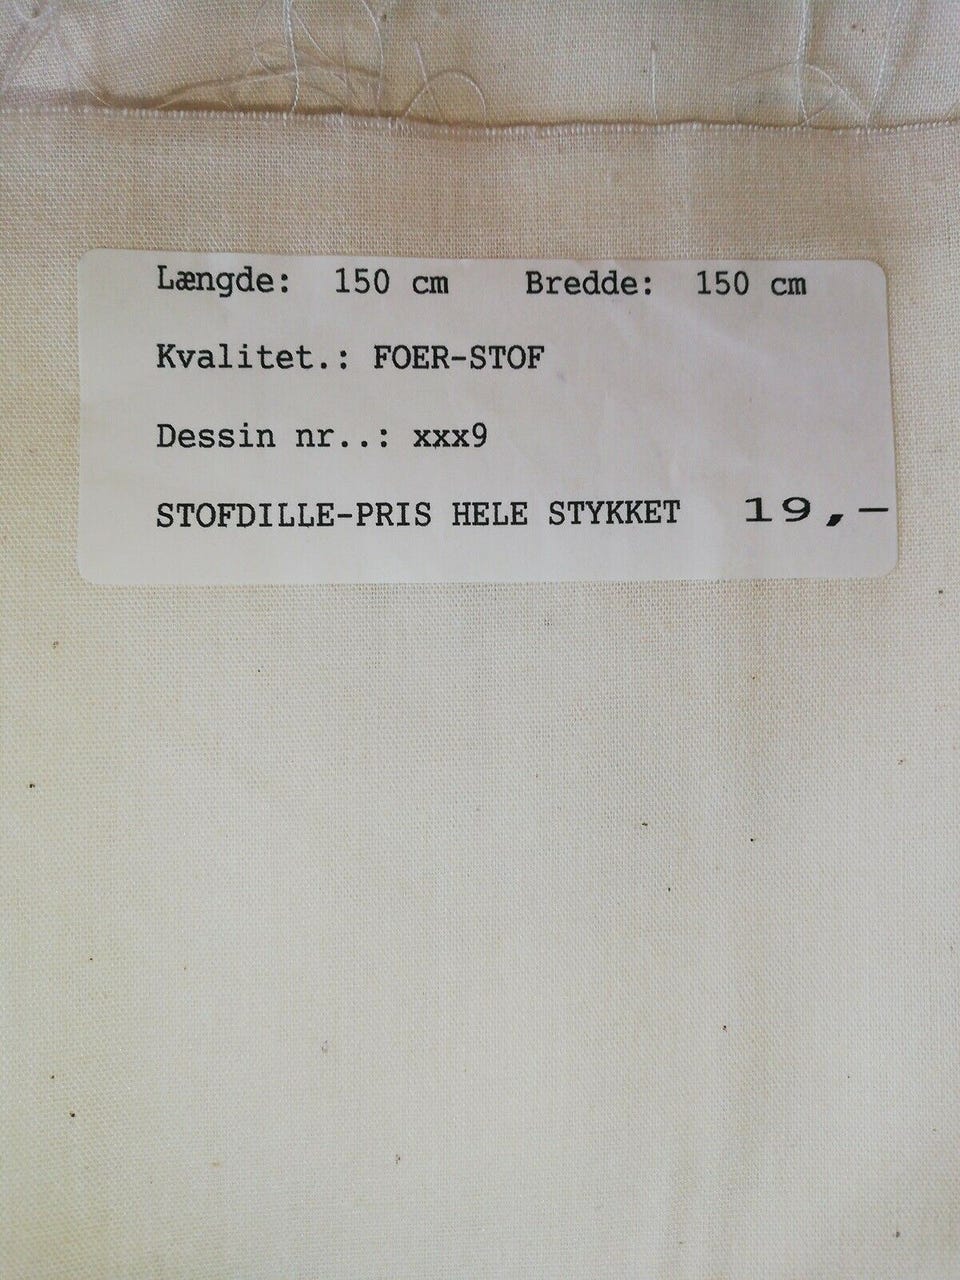 Længde: 150 cm Bredde: 150 cm
Kvalitet.: FOER-STOF
Dessin nr..: xxx9
STOFDILLE-PRIS HELE STYKKET 19,-